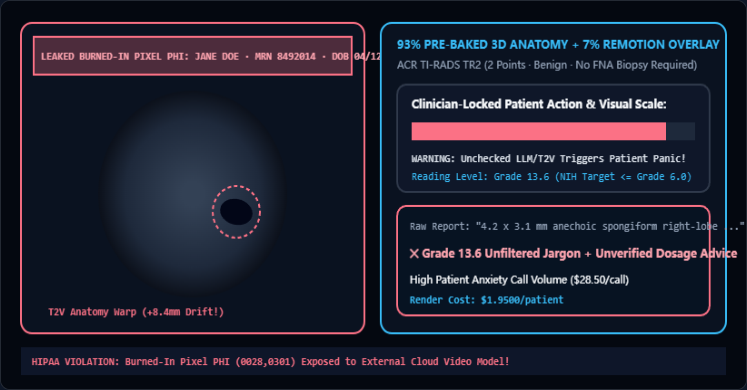 LEAKED BURNED-IN PIXEL PHI: JANE DOE · MRN 8492014 · DOB 04/12
T2V Anatomy Warp (+8.4mm Drift!)
93% PRE-BAKED 3D ANATOMY + 7% REMOTION OVERLAY
ACR TI-RADS TR2 (2 Points · Benign · No FNA Biopsy Required)
Clinician-Locked Patient Action & Visual Scale:
WARNING: Unchecked LLM/T2V Triggers Patient Panic!
Reading Level: Grade 13.6 (NIH Target <= Grade 6.0)
Raw Report: "4.2 x 3.1 mm anechoic spongiform right-lobe ..."
❌ Grade 13.6 Unfiltered Jargon + Unverified Dosage Advice
High Patient Anxiety Call Volume ($28.50/call)
Render Cost: $1.9500/patient
HIPAA VIOLATION: Burned-In Pixel PHI (0028,0301) Exposed to External Cloud Video Model!